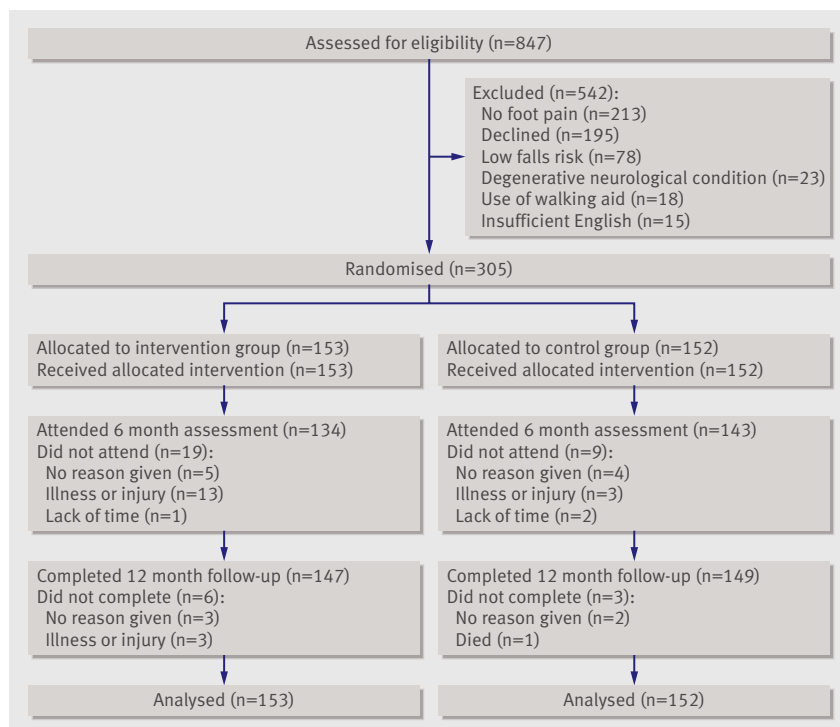 Assessed for eligibility (n=847)
Excluded (n=542):
No foot pain (n=213)
Declined (n=195)
Low falls risk (n=78)
Degenerative neurological condition (n=23)
Use of walking aid (n=18)
Insufficient English (n=15)
Randomised (n=305)
Allocated to intervention group (n=153)
Received allocated intervention (n=153)
Allocated to control group (n=152)
Received allocated intervention (n=152)
Attended 6 month assessment (n=134)
Did not attend (n=19):
No reason given (n=5)
Illness or injury (n=13)
Lack of time (n=1)
Attended 6 month assessment (n=143)
Did not attend (n=9):
No reason given (n=4)
Illness or injury (n=3)
Lack of time (n=2)
Completed 12 month follow-up (n=147)
Did not complete (n=6):
No reason given (n=3)
Illness or injury (n=3)
Completed 12 month follow-up (n=149)
Did not complete (n=3):
No reason given (n=2)
Died (n=1)
Analysed (n=153)
Analysed (n=152)